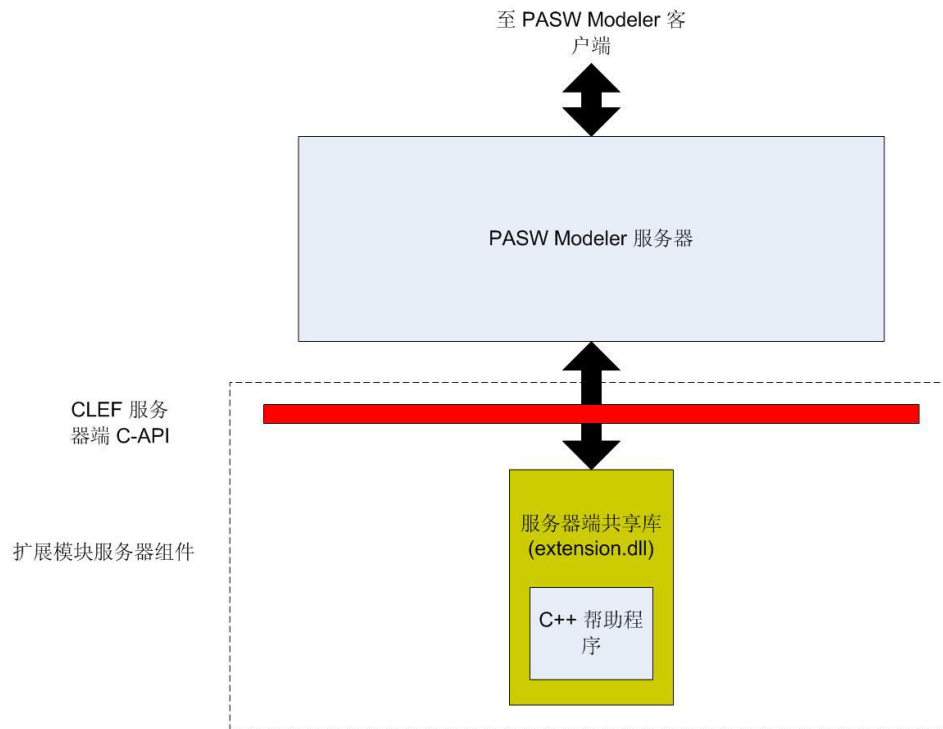 至 PASW Modeler 客
户端
PASW Modeler 服务器
CLEF 服务
器端 C-API
服务器端共享库
(extension.dll)
扩展模块服务器组件
C++ 帮助程
序